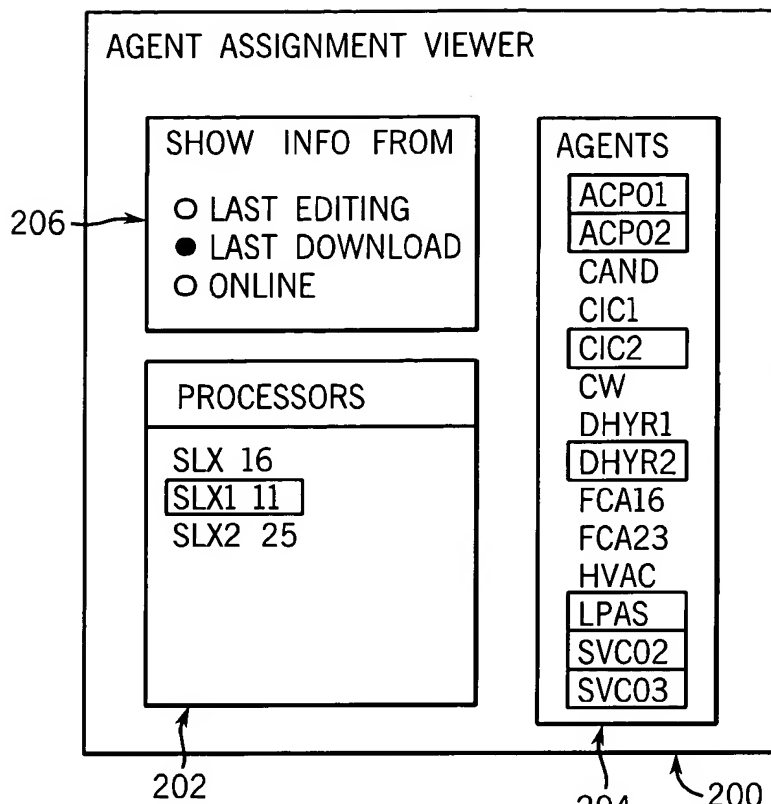 AGENT ASSIGNMENT VIEWER
SHOW INFO FROM
LAST EDITING
LAST DOWNLOAD
ONLINE
206
PROCESSORS
SLX 16
SLX1 11
SLX2 25
202
AGENTS
ACP01
ACP02
CAND
CIC1
CIC2
CW
DHYR1
DHYR2
FCA16
FCA23
HVAC
LPAS
SVC02
SVC03
200